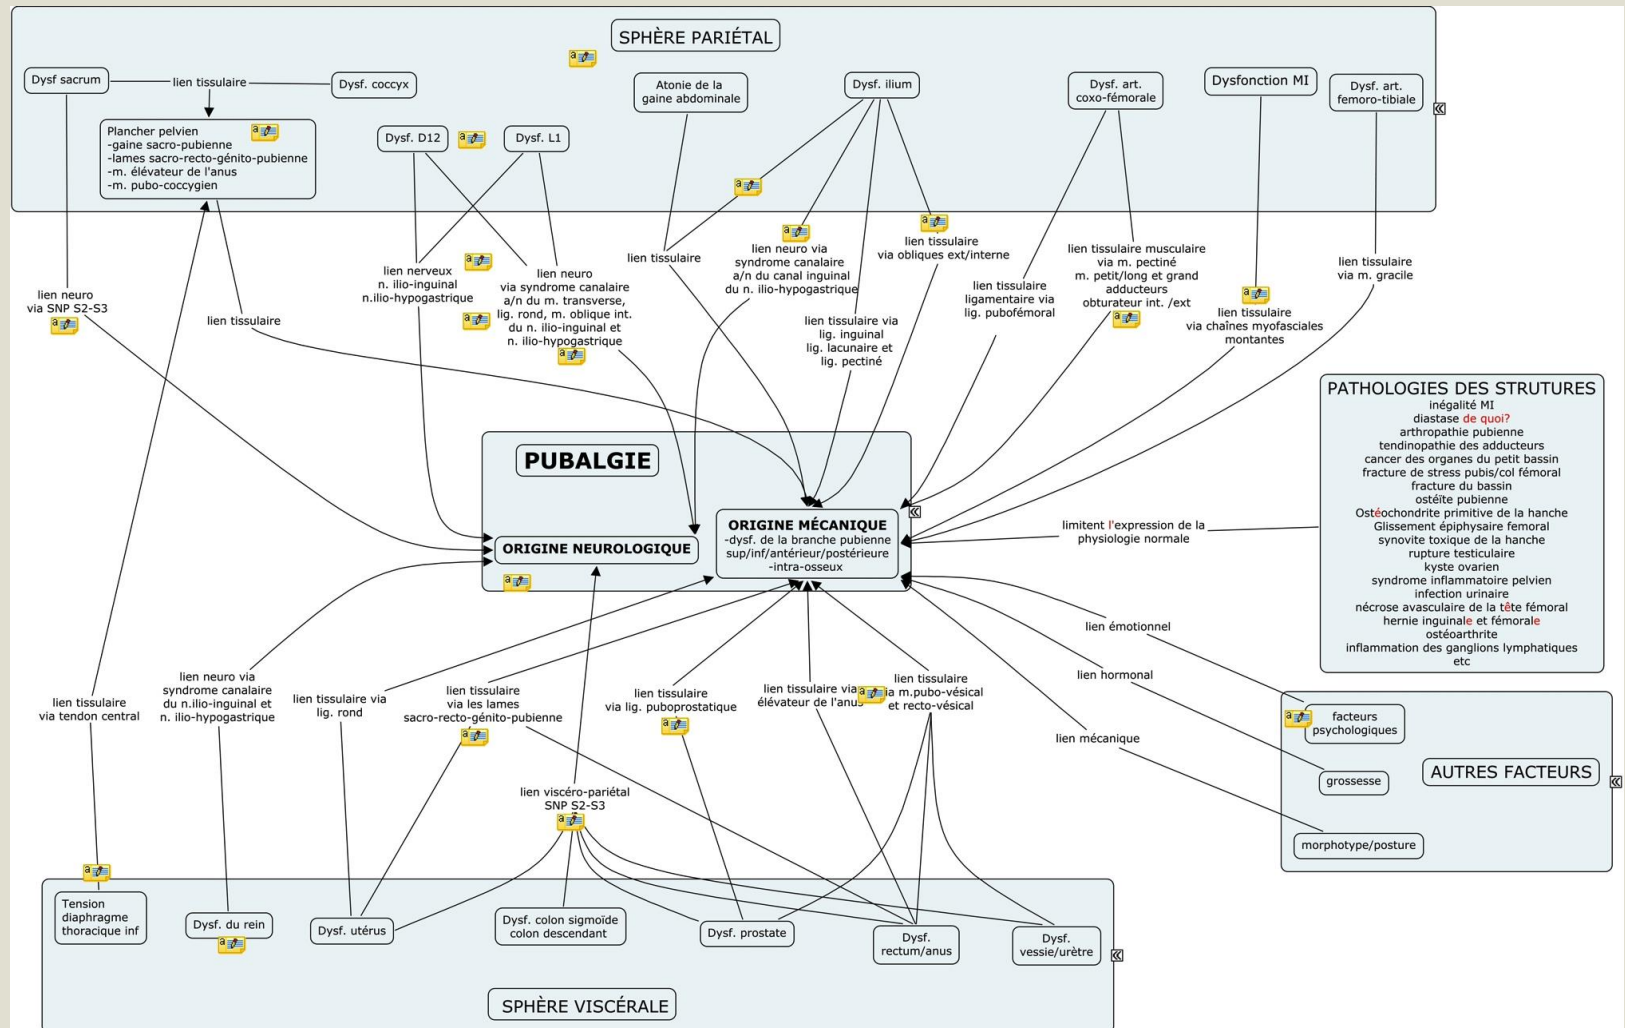 SPHÈRE PARIÉTAL
Dysf sacrum
lien tissulaire
Dysf. coccyx
Atonie de la
gaine abdominale
Dysf. ilium
Dysf. art.
coxo-fémorale
Dysfonction MI
Dysf. art.
femoro-tibiale
Plancher pelvien
-gaine sacro-pubienne
-lames sacro-recto-génito-pubienne
-m. élévateur de l'anus
-m. pubo-coccygien
Dysf. D12
Dysf. L1
lien neuro
via SNP S2-S3
lien tissulaire
lien nerveux
n. ilio-inguinal
n.ilio-hypogastrique
lien neuro
via syndrome canalaire
a/n du m. transverse,
lig. rond, m. oblique int.
du n. ilio-inguinal et
n. ilio-hypogastrique
lien tissulaire
lien neuro via
syndrome canalaire
a/n du canal inguinal
du n. ilio-hypogastrique
lien tissulaire via
lig. inguinal
lig. lacunaire et
lig. pectiné
lien tissulaire
via obliques ext/interne
lien tissulaire
ligamentaire via
lig. pubofémoral
lien tissulaire musculaire
via m. pectiné
m. petit/long et grand
adducteurs
obturateur int. /ext
lien tissulaire
via chaînes myofasciales
montantes
lien tissulaire
via m. gracile
PUBALGIE
ORIGINE NEUROLOGIQUE
ORIGINE MÉCANIQUE
-dysf. de la branche pubienne
sup/inf/antérieur/postérieure
-intra-osseux
limitent l'expression de la
physiologie normale
PATHOLOGIES DES STRUTURES
inégalité MI
diastase de quoi?
arthropathie pubienne
tendinopathie des adducteurs
cancer des organes du petit bassin
fracture de stress pubis/col fémoral
fracture du bassin
ostéïte pubienne
Ostéochondrite primitive de la hanche
Glissement épiphysaire femoral
synovite toxique de la hanche
rupture testiculaire
kyste ovarien
syndrome inflammatoire pelvien
infection urinaire
nécrose avasculaire de la tête fémoral
hernie inguinale et fémorale
ostéoarthrite
inflammation des ganglions lymphatiques
etc
lien émotionnel
lien hormonal
lien mécanique
facteurs
psychologiques
grossesse
AUTRES FACTEURS
morphotype/posture
lien tissulaire
via tendon central
lien neuro via
syndrome canalaire
du n.ilio-inguinal et
n. ilio-hypogastrique
lien tissulaire via
lig. rond
lien tissulaire
via les lames
sacro-recto-génito-pubienne
lien viscéro-pariétal
SNP S2-S3
lien tissulaire
via lig. puboprostatique
lien tissulaire via
élévateur de l'anus
lien tissulaire
via m.pubo-vésical
et recto-vésical
Tension
diaphragme
thoracique inf
Dysf. du rein
Dysf. utérus
Dysf. colon sigmoïde
colon descendant
Dysf. prostate
Dysf.
rectum/anus
Dysf.
vessie/urètre
SPHÈRE VISCÉRALE